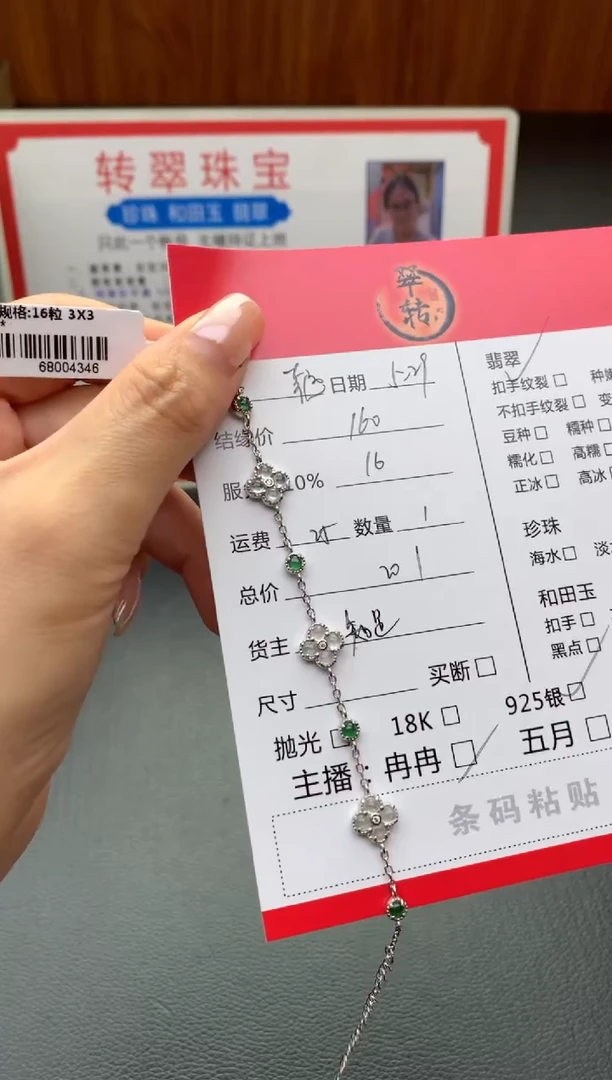 转翠珠宝
珍珠 和田玉 翡翠
规格:16粒 3X3
68004346
翠转
日期 5-29
结缘价 160
10% 16
运费 25 数量 1
总价 201
货主
尺寸 买断
抛光 18K 925银
主播：冉冉 五月
条码粘贴
翡翠
扣手纹裂 种嫩
不扣手纹裂 变
豆种 糯种
糯化 高糯
正冰 高冰
珍珠
海水 淡
和田玉
扣手
黑点